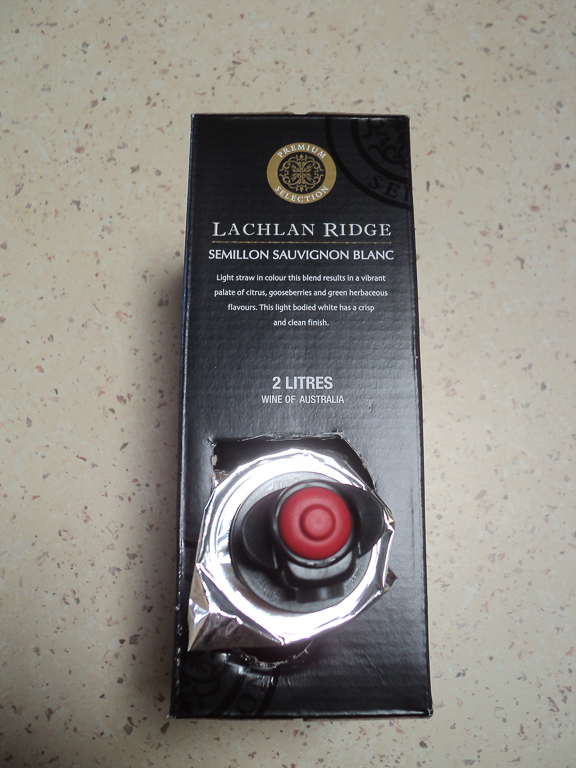 PREMIUM
SELECTION
LACHLAN RIDGE
SEMILLON SAUVIGNON BLANC
Light straw in colour this blend results in a vibrant
palate of citrus, gooseberries and green herbaceous
flavours. This light bodied white has a crisp
and clean finish.
2 LITRES
WINE OF AUSTRALIA